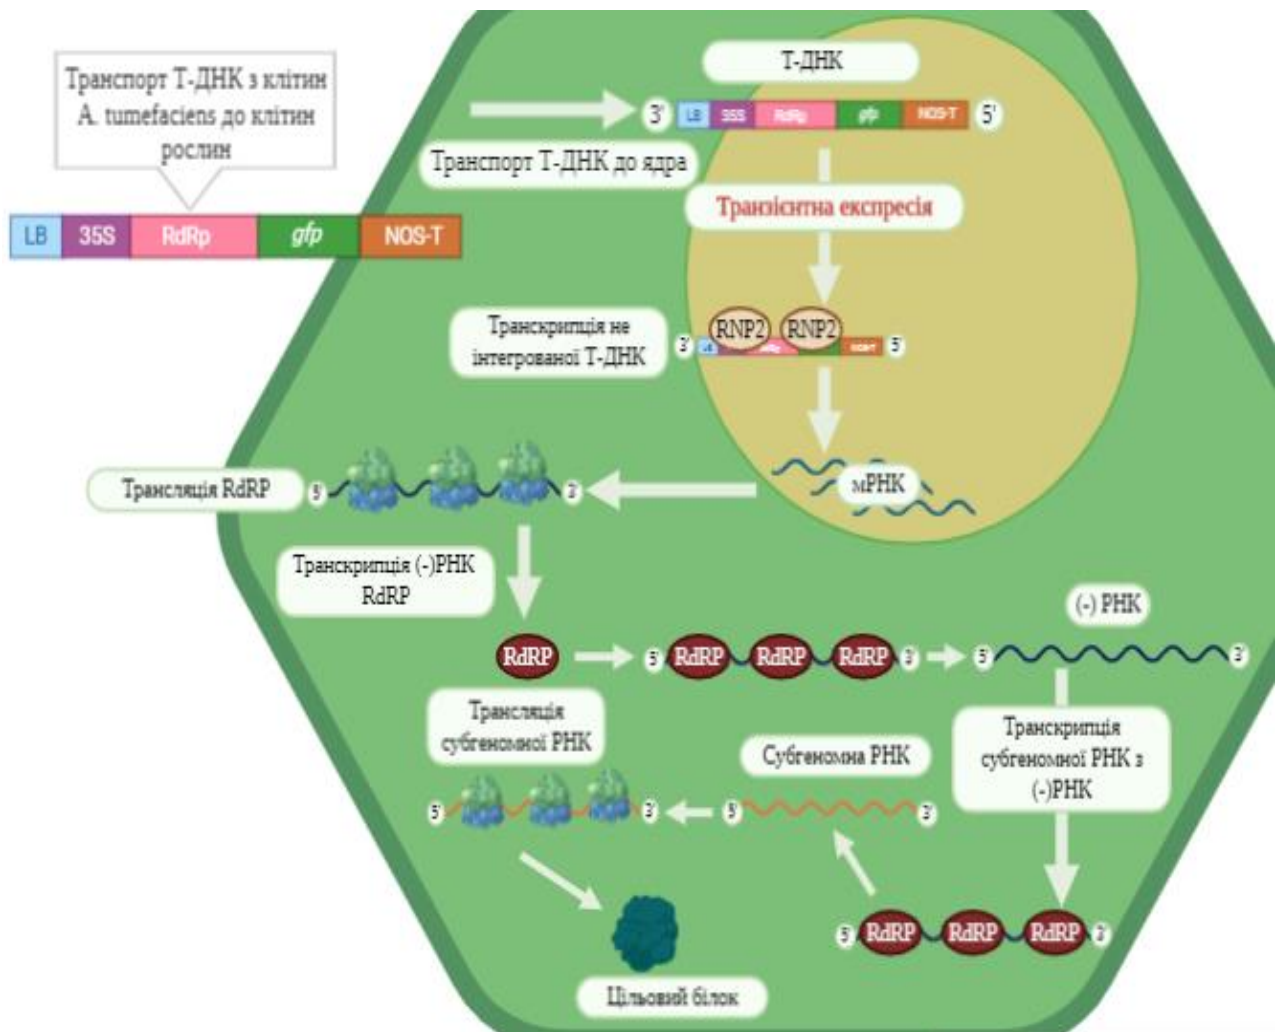 Транспорт Т-ДНК з клітин
A. tumefaciens до клітин
рослин
LB 35S RdRp gfp NOS-T
Т-ДНК
3' LB 35S RdRp gfp NOS-T 5'
Транспорт Т-ДНК до ядра
Транзієнтна експресія
RNP2 RNP2
Транскрипція не
інтегрованої Т-ДНК
3' 5'
мРНК
Трансляція RdRP
5' 3'
Транскрипція (-)РНК
RdRP
(-) РНК
RdRP 5' RdRP RdRP RdRP 3' 5' 3'
Трансляція
субгеномної РНК
Субгеномна РНК
Транскрипція
субгеномної РНК з
(-)РНК
5' 3' 5' 3'
5' RdRP RdRP RdRP 3'
Цільовий білок